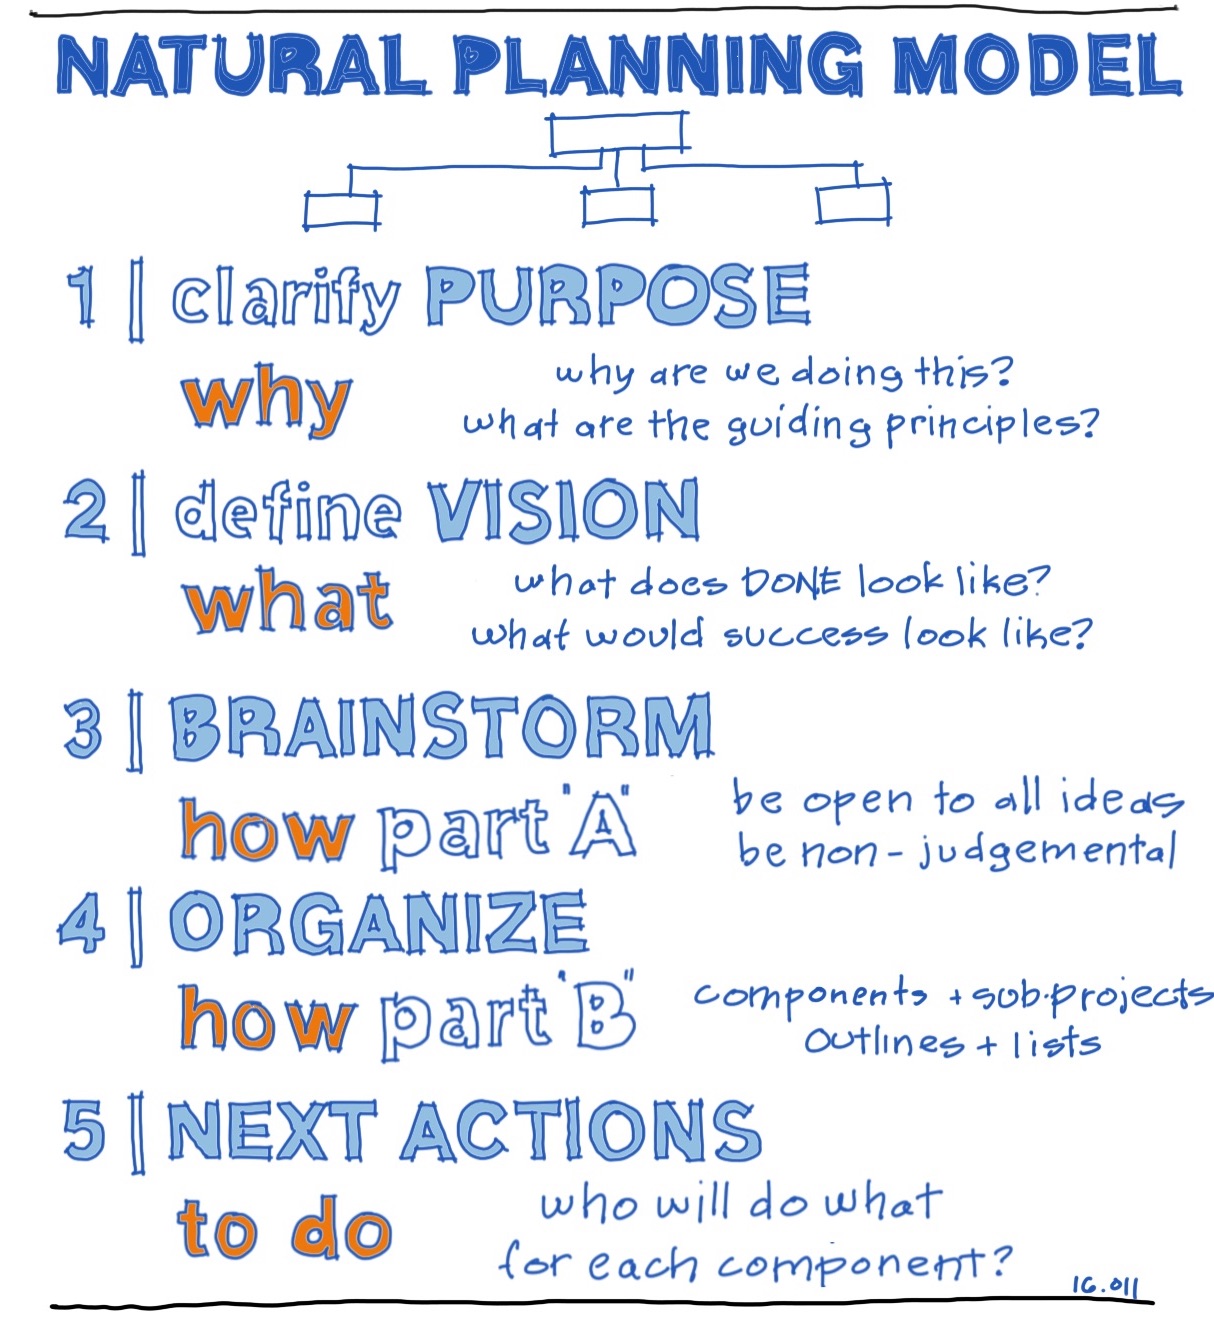 NATURAL PLANNING MODEL
1 | clarify PURPOSE
why
why are we doing this?
what are the guiding principles?
2 | define VISION
what
what does DONE look like?
what would success look like?
3 | BRAINSTORM
how part "A"
be open to all ideas
be non-judgemental
4 | ORGANIZE
how part "B"
components + sub-projects
outlines + lists
5 | NEXT ACTIONS
to do
who will do what
for each component?
16.011